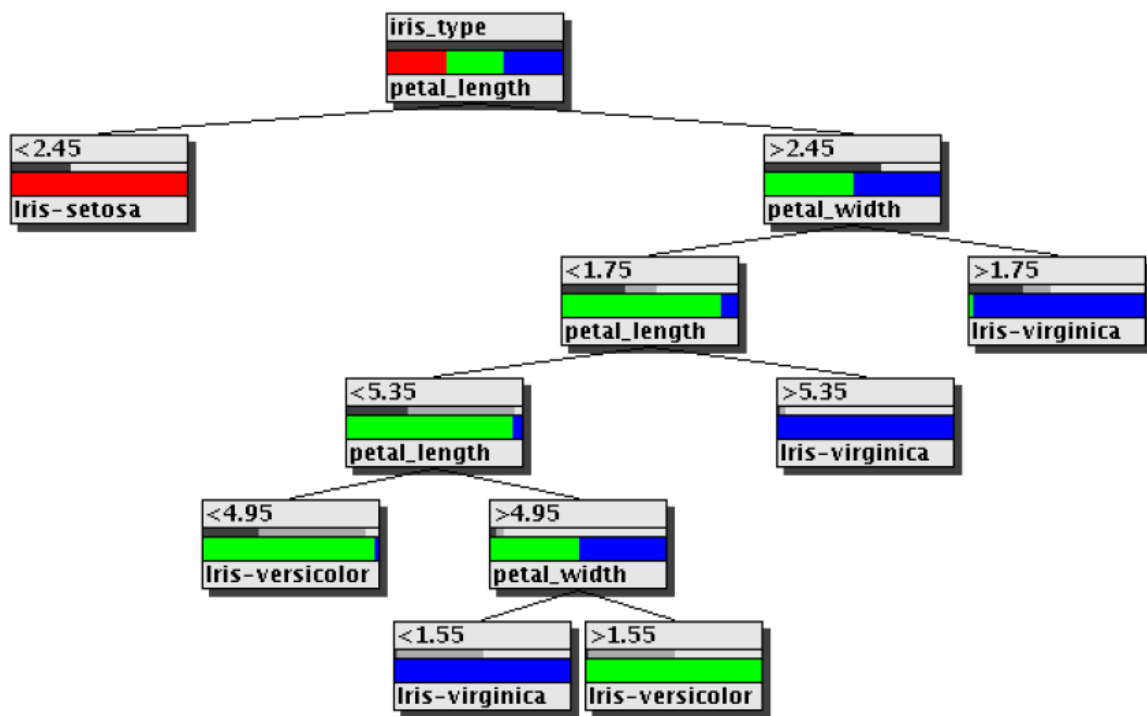 iris_type
petal_length
<2.45
Iris-setosa
>2.45
petal_width
<1.75
petal_length
>1.75
Iris-virginica
<5.35
petal_length
>5.35
Iris-virginica
<4.95
Iris-versicolor
>4.95
petal_width
<1.55
Iris-virginica
>1.55
Iris-versicolor